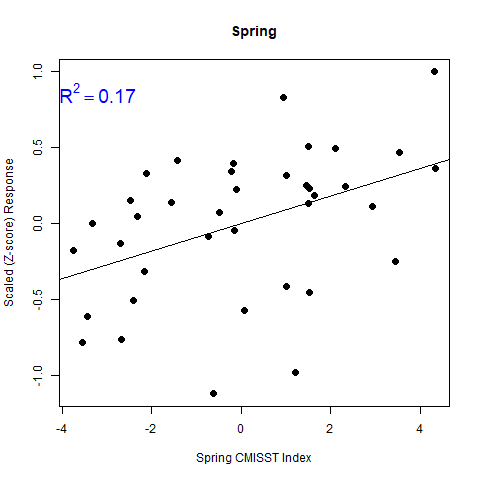 Spring
R² = 0.17
Scaled (Z-score) Response
1.0
0.5
0.0
-0.5
-1.0
-4 -2 0 2 4
Spring CMISST Index